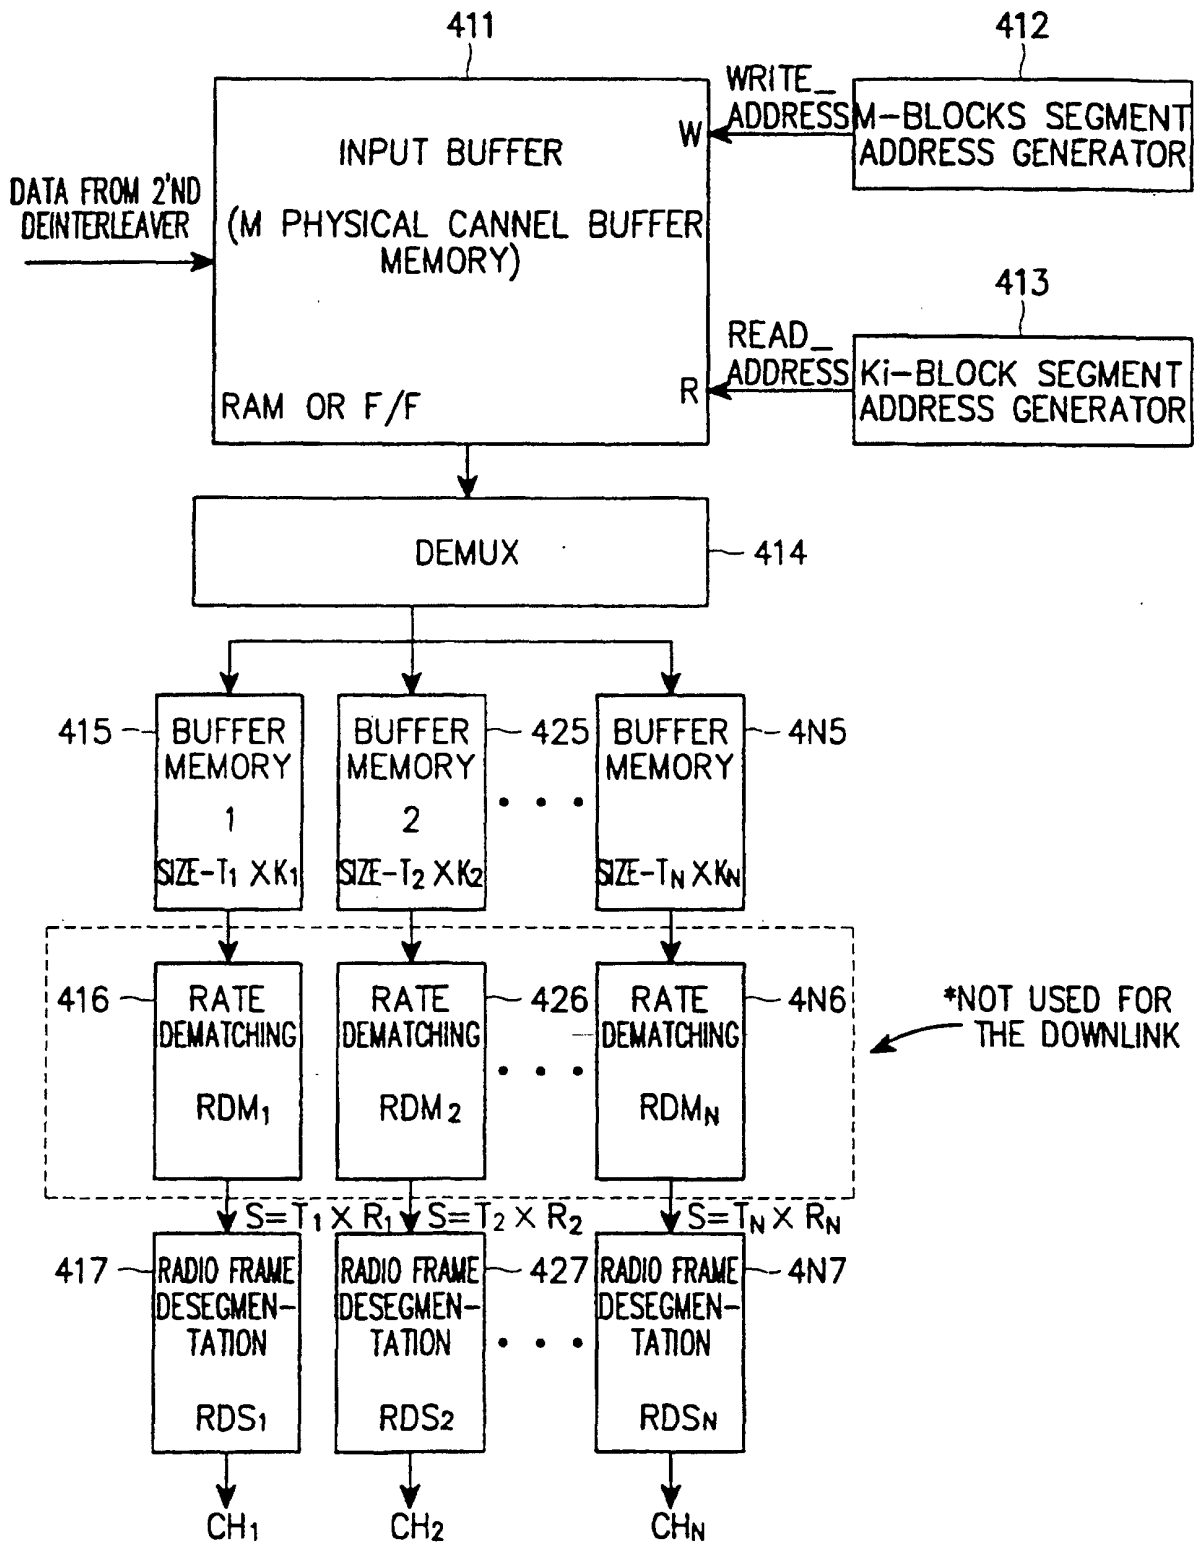 411
412
INPUT BUFFER
(M PHYSICAL CANNEL BUFFER
MEMORY)
RAM OR F/F
W
R
WRITE_
ADDRESS
M-BLOCKS SEGMENT
ADDRESS GENERATOR
DATA FROM 2'ND
DEINTERLEAVER
413
READ_
ADDRESS
Ki-BLOCK SEGMENT
ADDRESS GENERATOR
DEMUX
414
415
BUFFER
MEMORY
1
SIZE-T1 X K1
BUFFER
MEMORY
2
SIZE-T2 X K2
425
• • •
BUFFER
MEMORY
SIZE-TN X KN
4N5
416
RATE
DEMATCHING
RDM1
RATE
DEMATCHING
RDM2
426
• • •
RATE
DEMATCHING
RDMN
4N6
*NOT USED FOR
THE DOWNLINK
S=T1 X R1
S=T2 X R2
S=TN X RN
417
RADIO FRAME
DESEGMEN-
TATION
RDS1
RADIO FRAME
DESEGMEN-
TATION
RDS2
427
• • •
RADIO FRAME
DESEGMEN-
TATION
RDSN
4N7
CH1
CH2
CHN